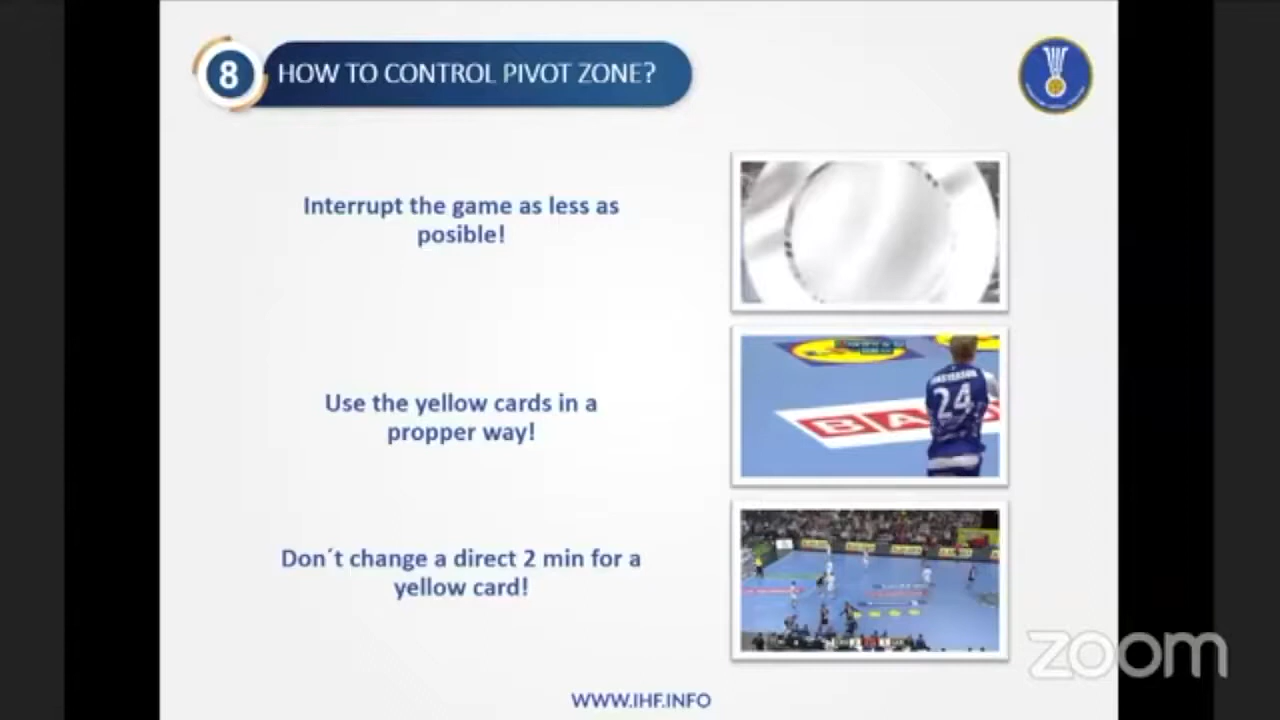 8
HOW TO CONTROL PIVOT ZONE?
Interrupt the game as less as
posible!
Use the yellow cards in a
propper way!
24
BA
Don´t change a direct 2 min for a
yellow card!
zoom
WWW.IHF.INFO